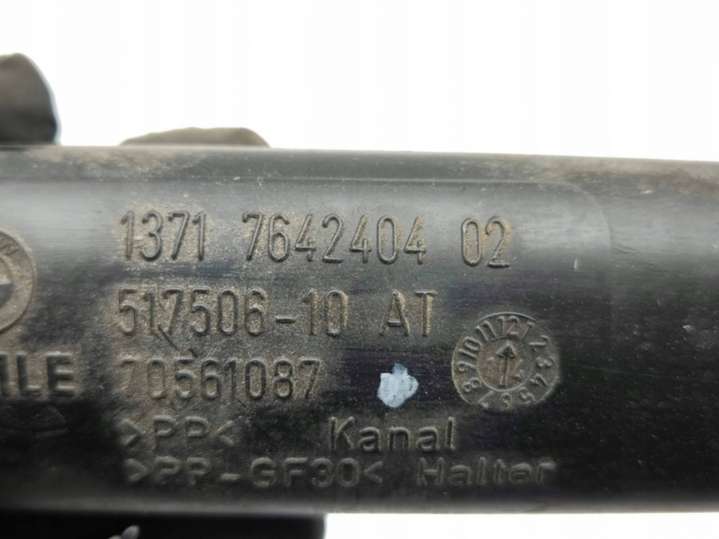 1371 7642404 02
517506-10 AT
70561087
>PP< Kanal
>PP-GF30< Halter